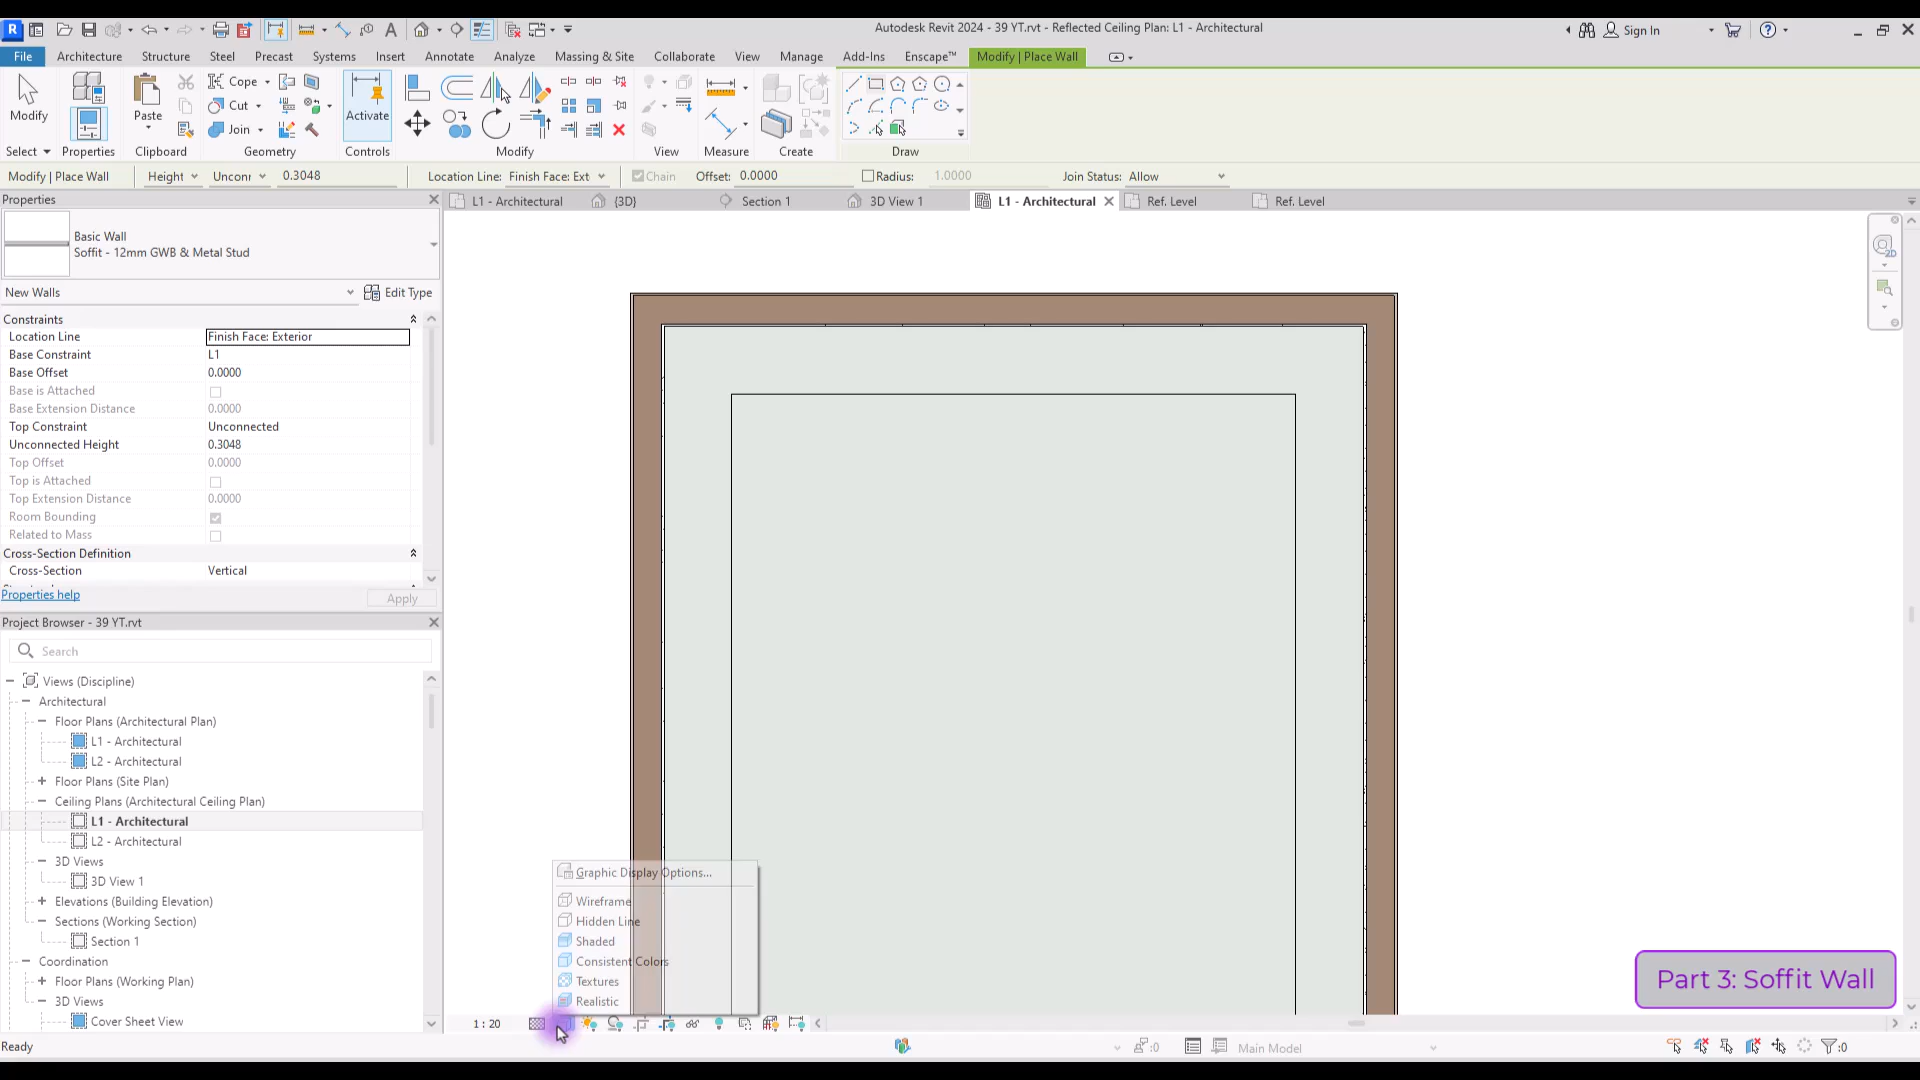 Autodesk Revit 2024 - 39 YT.rvt - Reflected Ceiling Plan: L1 - Architectural
Sign In
File Architecture Structure Steel Precast Systems Insert Annotate Analyze Massing & Site Collaborate View Manage Add-Ins Enscape™ Modify | Place Wall
Modify
Paste
Cope
Cut
Join
Activate
Select Properties Clipboard Geometry Controls Modify View Measure Create Draw
Modify | Place Wall Height Unconr 0.3048 Location Line: Finish Face: Ext Chain Offset: 0.0000 Radius: 1.0000 Join Status: Allow
Properties
L1 - Architectural {3D} Section 1 3D View 1 L1 - Architectural Ref. Level Ref. Level
Basic Wall
Soffit - 12mm GWB & Metal Stud
New Walls Edit Type
Constraints
Location Line Finish Face: Exterior
Base Constraint L1
Base Offset 0.0000
Base is Attached
Base Extension Distance 0.0000
Top Constraint Unconnected
Unconnected Height 0.3048
Top Offset 0.0000
Top is Attached
Top Extension Distance 0.0000
Room Bounding
Related to Mass
Cross-Section Definition
Cross-Section Vertical
Properties help Apply
Project Browser - 39 YT.rvt
Search
Views (Discipline)
Architectural
Floor Plans (Architectural Plan)
L1 - Architectural
L2 - Architectural
Floor Plans (Site Plan)
Ceiling Plans (Architectural Ceiling Plan)
L1 - Architectural
L2 - Architectural
3D Views
3D View 1
Elevations (Building Elevation)
Sections (Working Section)
Section 1
Coordination
Floor Plans (Working Plan)
3D Views
Cover Sheet View
Graphic Display Options...
Wireframe
Hidden Line
Shaded
Consistent Colors
Textures
Realistic
Part 3: Soffit Wall
1 : 20
Ready :0 Main Model :0